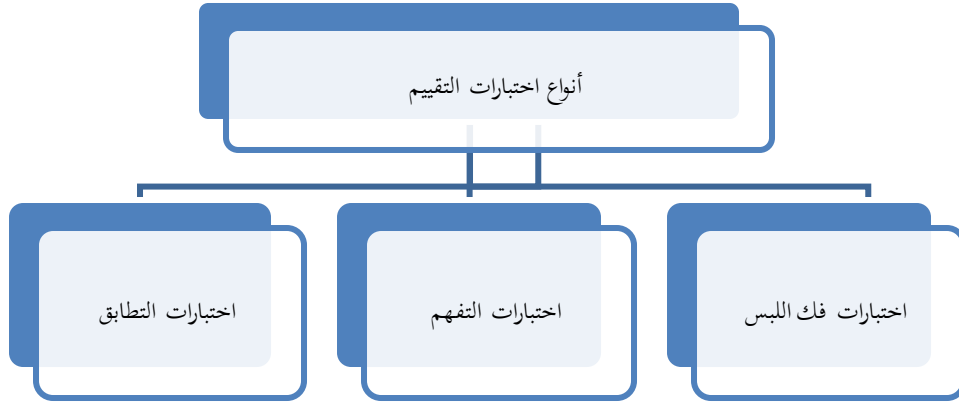 أنواع اختبارات التقييم
اختبارات فك اللبس
اختبارات التفهم
اختبارات التطابق